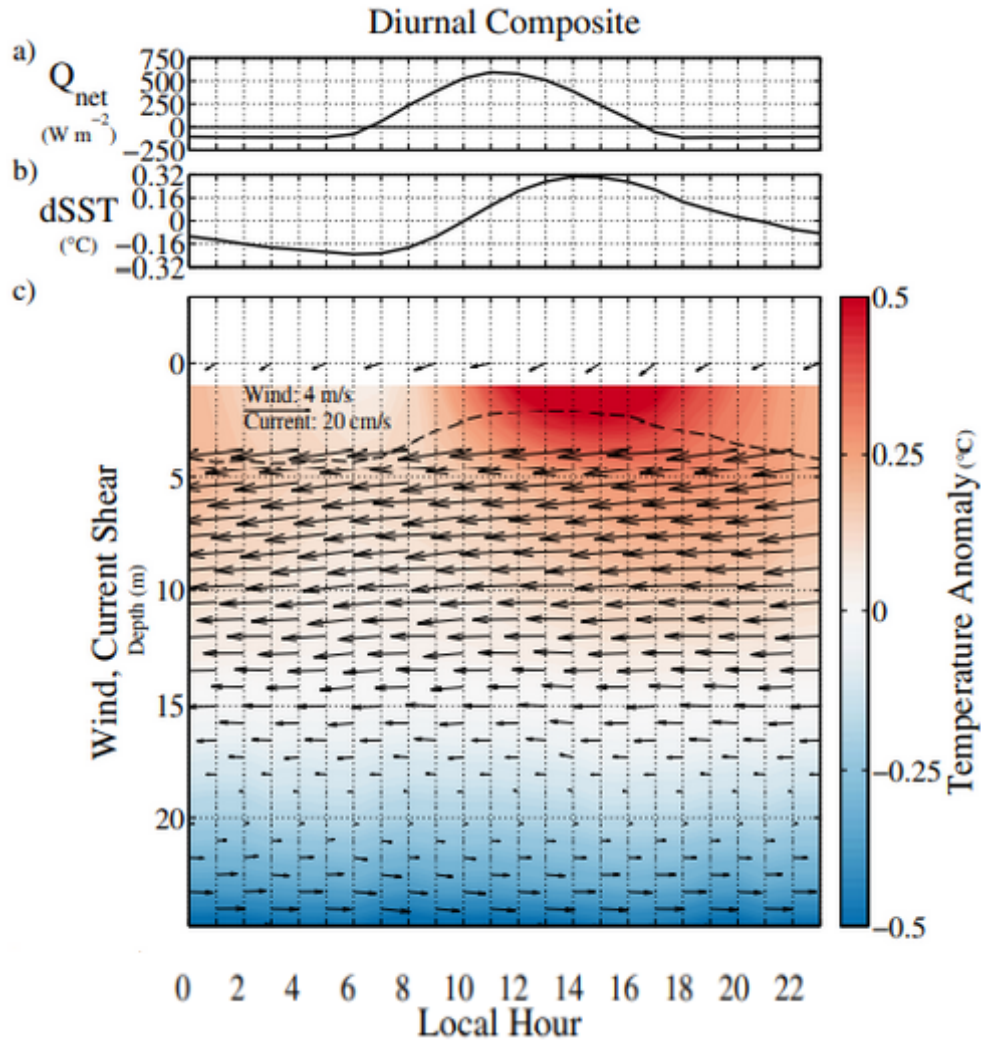 Diurnal Composite
a)
Q_net
(W m⁻²)
750
500
250
0
−250
b)
dSST
(°C)
0.32
0.16
0
−0.16
−0.32
c)
Wind, Current Shear
Depth (m)
0
5
10
15
20
Wind: 4 m/s
Current: 20 cm/s
0.5
0.25
0
−0.25
−0.5
Temperature Anomaly (°C)
0 2 4 6 8 10 12 14 16 18 20 22
Local Hour